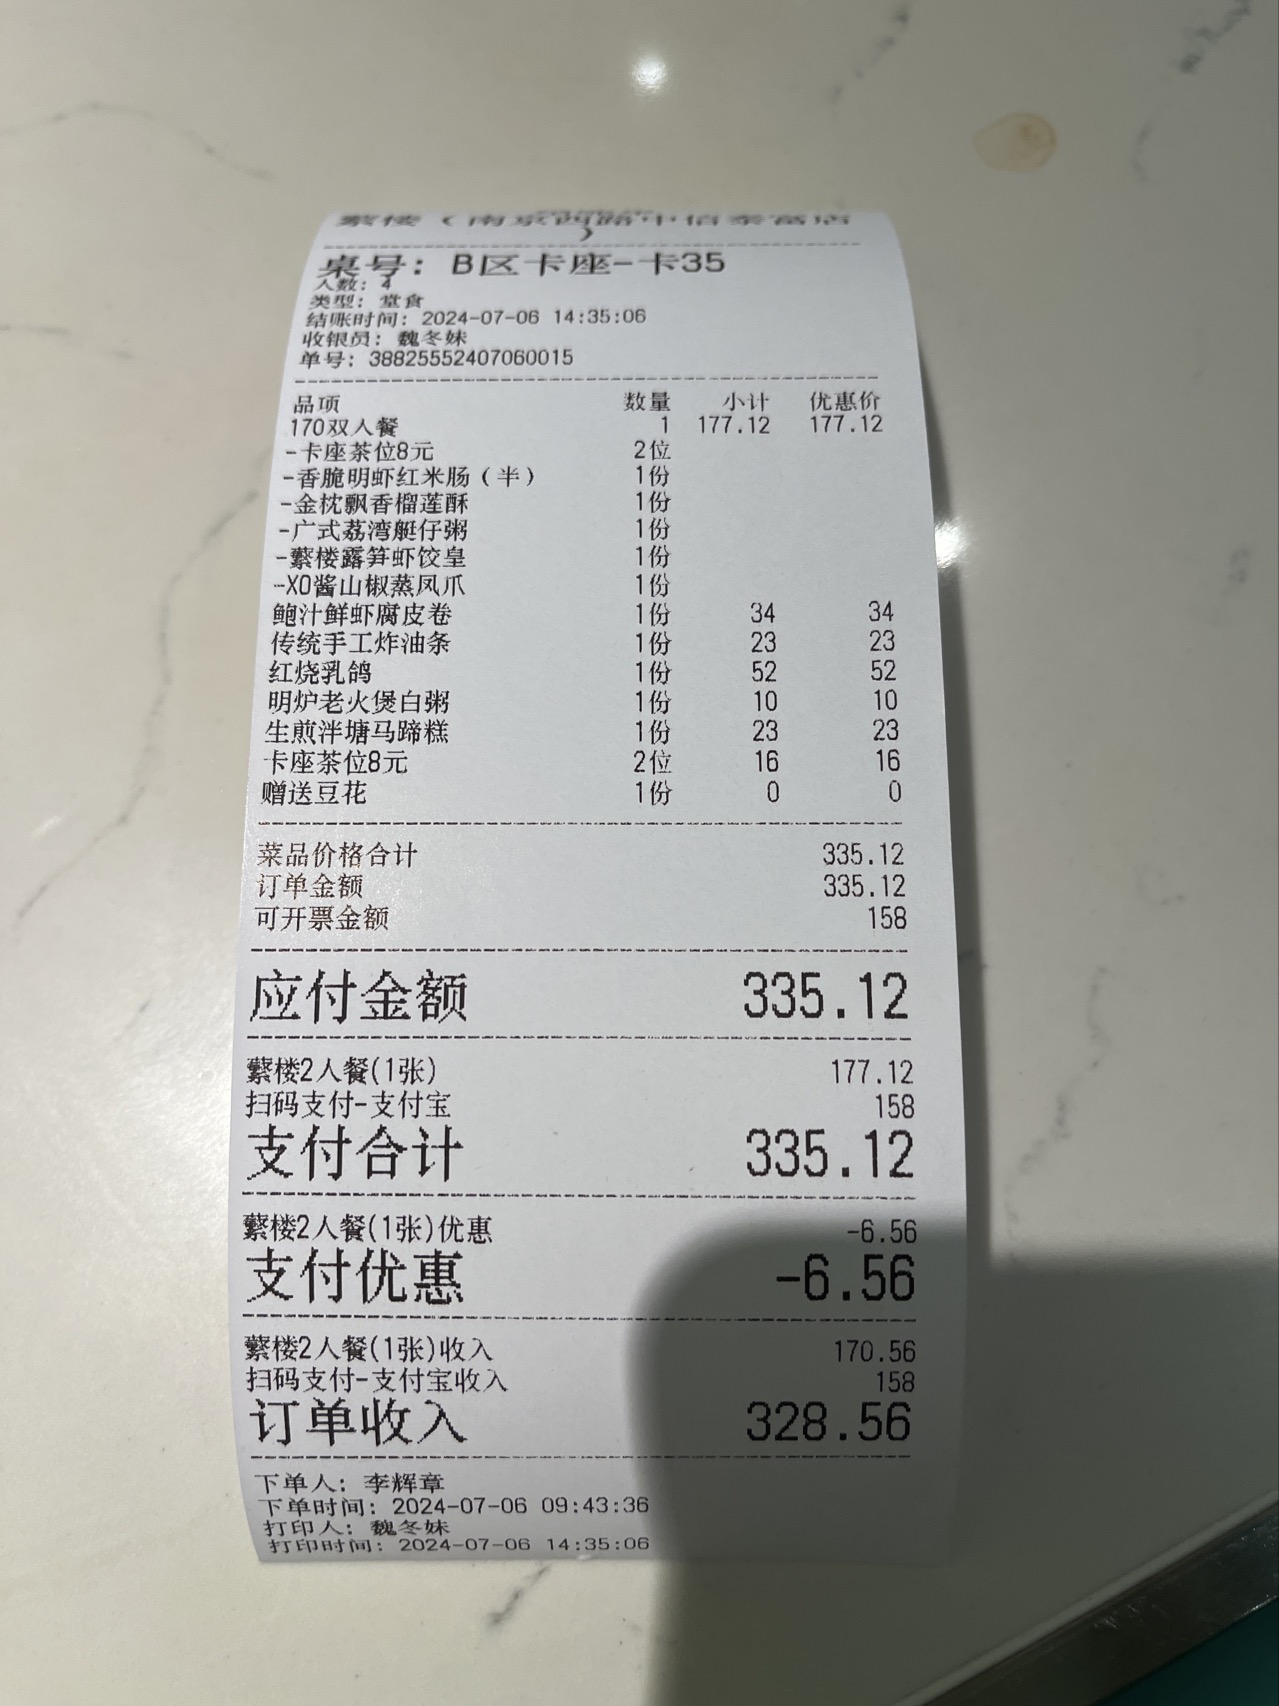 蘩楼（南京西路中信泰富店
）
桌号：B区卡座-卡35
人数：4
类型：堂食
结账时间：2024-07-06 14:35:06
收银员：魏冬妹
单号：38825552407060015
品项 数量 小计 优惠价
170双人餐 1 177.12 177.12
-卡座茶位8元 2位
-香脆明虾红米肠（半） 1份
-金枕飘香榴莲酥 1份
-广式荔湾艇仔粥 1份
-蘩楼露笋虾饺皇 1份
-XO酱山椒蒸凤爪 1份
鲍汁鲜虾腐皮卷 1份 34 34
传统手工炸油条 1份 23 23
红烧乳鸽 1份 52 52
明炉老火煲白粥 1份 10 10
生煎泮塘马蹄糕 1份 23 23
卡座茶位8元 2位 16 16
赠送豆花 1份 0 0
菜品价格合计 335.12
订单金额 335.12
可开票金额 158
应付金额 335.12
蘩楼2人餐(1张) 177.12
扫码支付-支付宝 158
支付合计 335.12
蘩楼2人餐(1张)优惠 -6.56
支付优惠 -6.56
蘩楼2人餐(1张)收入 170.56
扫码支付-支付宝收入 158
订单收入 328.56
下单人：李辉章
下单时间：2024-07-06 09:43:36
打印人：魏冬妹
打印时间：2024-07-06 14:35:06